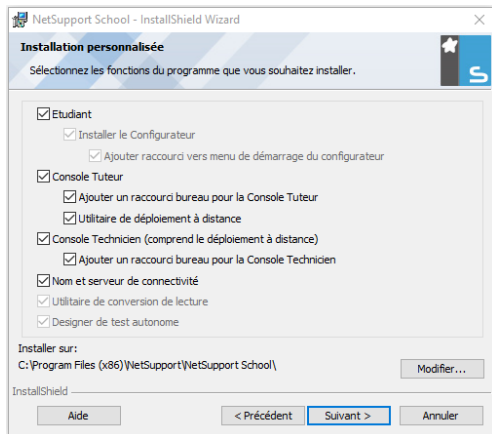 NetSupport School - InstallShield Wizard
Installation personnalisée
Sélectionnez les fonctions du programme que vous souhaitez installer.
S
Etudiant
Installer le Configurateur
Ajouter raccourci vers menu de démarrage du configurateur
Console Tuteur
Ajouter un raccourci bureau pour la Console Tuteur
Utilitaire de déploiement à distance
Console Technicien (comprend le déploiement à distance)
Ajouter un raccourci bureau pour la Console Technicien
Nom et serveur de connectivité
Utilitaire de conversion de lecture
Designer de test autonome
Installer sur:
C:\Program Files (x86)\NetSupport\NetSupport School\
Modifier...
InstallShield
Aide
< Précédent
Suivant >
Annuler